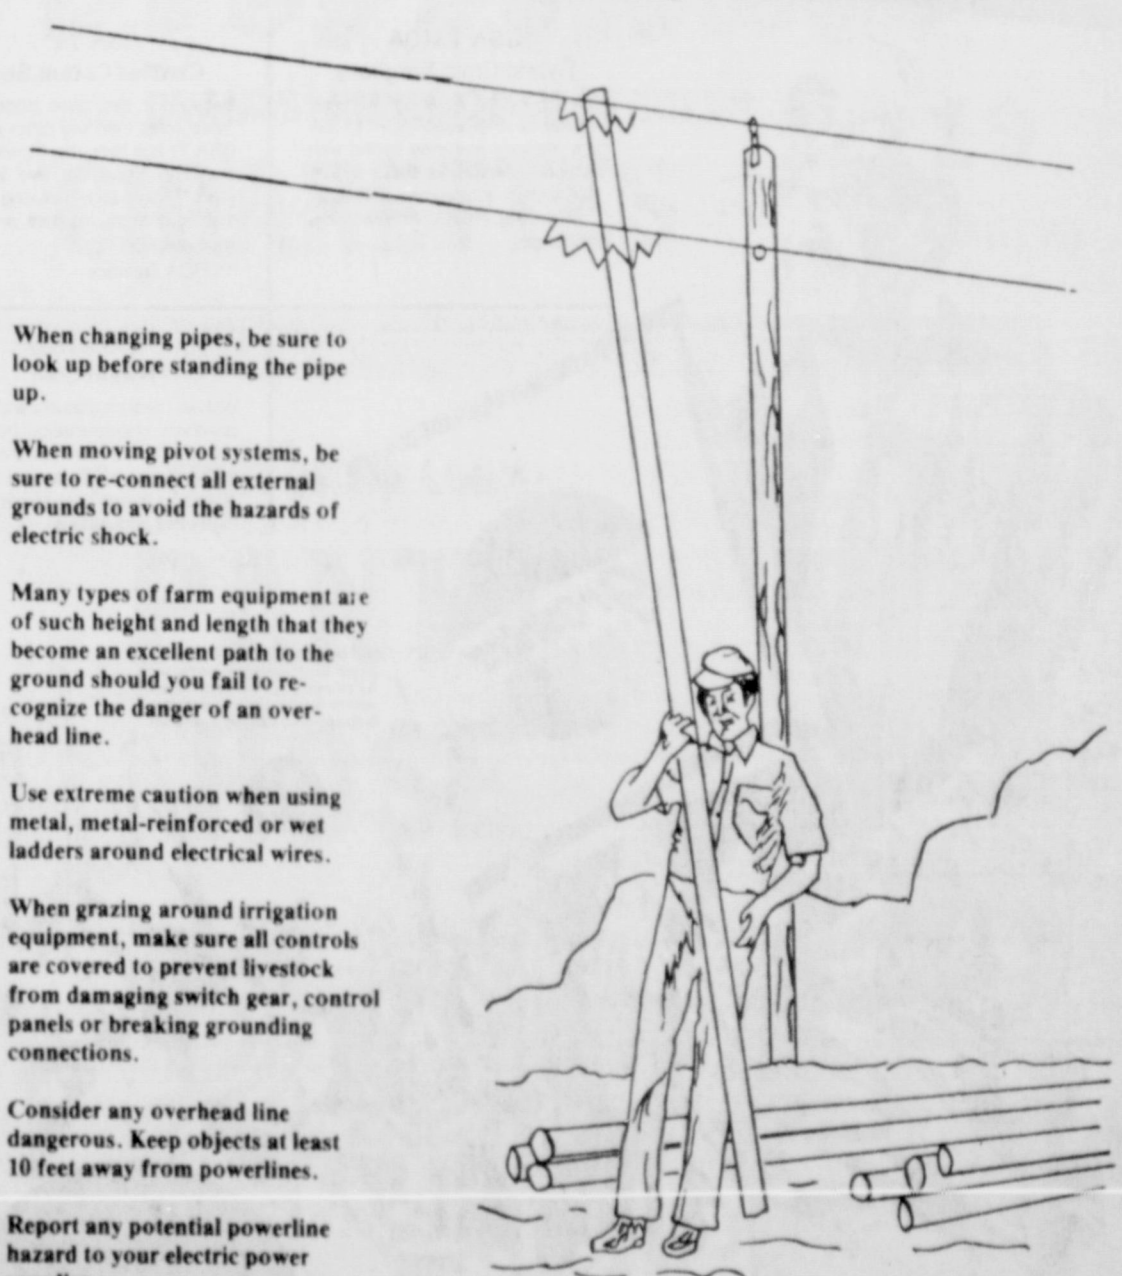 When changing pipes, be sure to
look up before standing the pipe
up.
When moving pivot systems, be
sure to re-connect all external
grounds to avoid the hazards of
electric shock.
Many types of farm equipment are
of such height and length that they
become an excellent path to the
ground should you fail to re-
cognize the danger of an over-
head line.
Use extreme caution when using
metal, metal-reinforced or wet
ladders around electrical wires.
When grazing around irrigation
equipment, make sure all controls
are covered to prevent livestock
from damaging switch gear, control
panels or breaking grounding
connections.
Consider any overhead line
dangerous. Keep objects at least
10 feet away from powerlines.
Report any potential powerline
hazard to your electric power